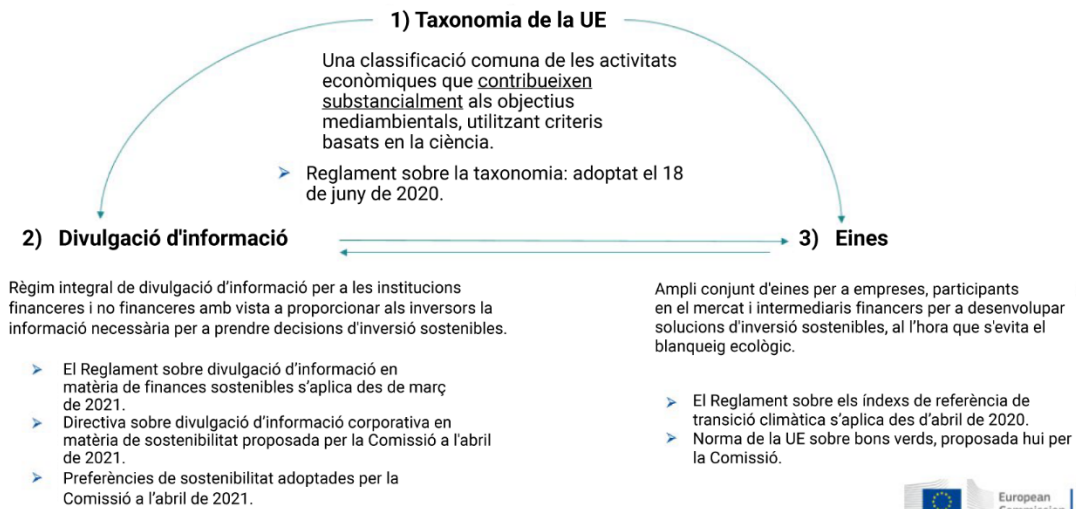 1) Taxonomia de la UE
Una classificació comuna de les activitats
econòmiques que contribueixen
substancialment als objectius
mediambientals, utilitzant criteris
basats en la ciència.
➢ Reglament sobre la taxonomia: adoptat el 18
de juny de 2020.
2) Divulgació d'informació
Règim integral de divulgació d’informació per a les institucions
financeres i no financeres amb vista a proporcionar als inversors la
informació necessària per a prendre decisions d'inversió sostenibles.
➢ El Reglament sobre divulgació d’informació en
matèria de finances sostenibles s’aplica des de març
de 2021.
➢ Directiva sobre divulgació d’informació corporativa en
matèria de sostenibilitat proposada per la Comissió a l'abril
de 2021.
➢ Preferències de sostenibilitat adoptades per la
Comissió a l’abril de 2021.
3) Eines
Ampli conjunt d'eines per a empreses, participants
en el mercat i intermediaris financers per a desenvolupar
solucions d'inversió sostenibles, al l’hora que s'evita el
blanqueig ecològic.
➢ El Reglament sobre els índexs de referència de
transició climàtica s’aplica des d’abril de 2020.
➢ Norma de la UE sobre bons verds, proposada hui per
la Comissió.
European